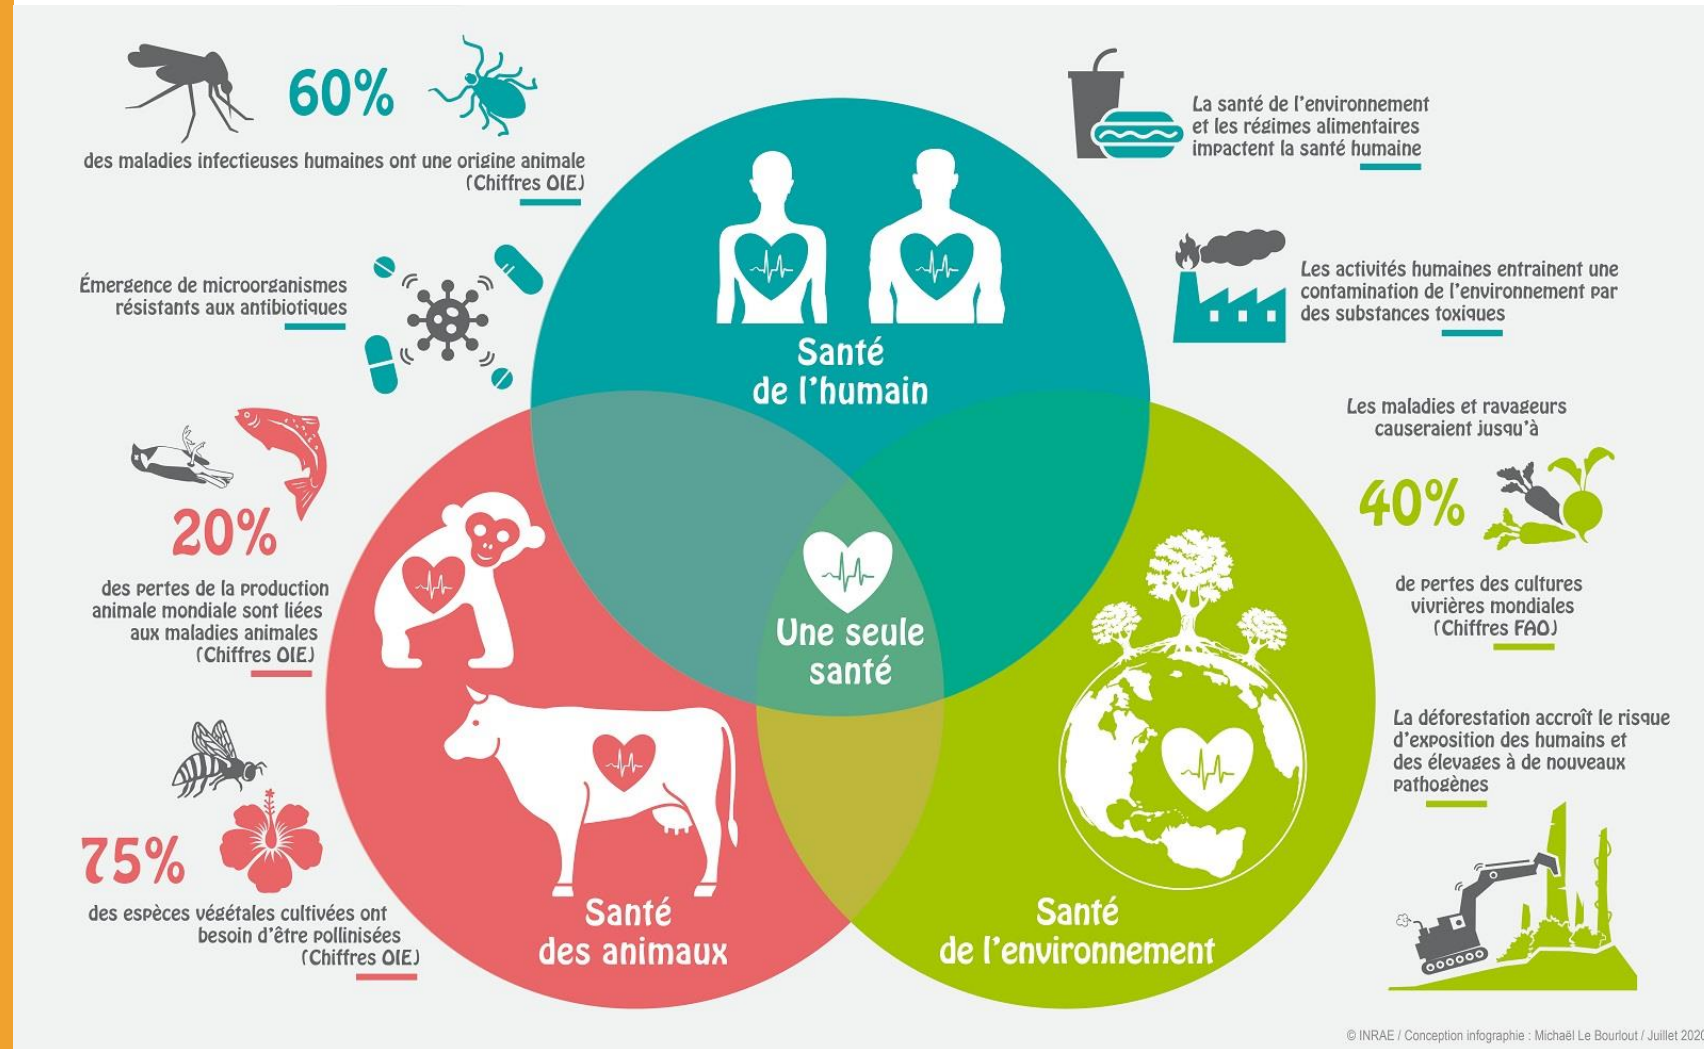 60%
des maladies infectieuses humaines ont une origine animale
(Chiffres OIE)
Émergence de microorganismes
résistants aux antibiotiques
20%
des pertes de la production
animale mondiale sont liées
aux maladies animales
(Chiffres OIE)
75%
des espèces végétales cultivées ont
besoin d'être pollinisées
(Chiffres OIE)
Santé
de l'humain
Une seule
santé
Santé
des animaux
Santé
de l'environnement
La santé de l'environnement
et les régimes alimentaires
impactent la santé humaine
Les activités humaines entrainent une
contamination de l'environnement par
des substances toxiques
Les maladies et ravageurs
causeraient jusqu'à
40%
de pertes des cultures
vivrières mondiales
(Chiffres FAO)
La déforestation accroît le risque
d'exposition des humains et
des élevages à de nouveaux
pathogènes
© INRAE / Conception infographie : Michaël Le Bourlout / Juillet 2020